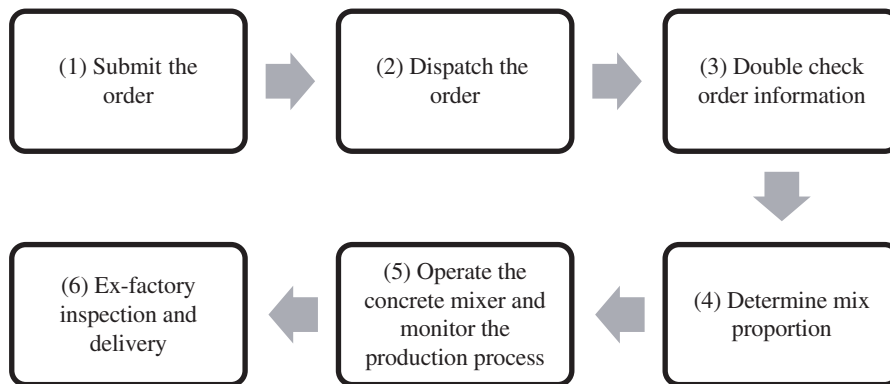 (1) Submit the
order
(2) Dispatch the
order
(3) Double check
order information
(4) Determine mix
proportion
(5) Operate the
concrete mixer and
monitor the
production process
(6) Ex-factory
inspection and
delivery